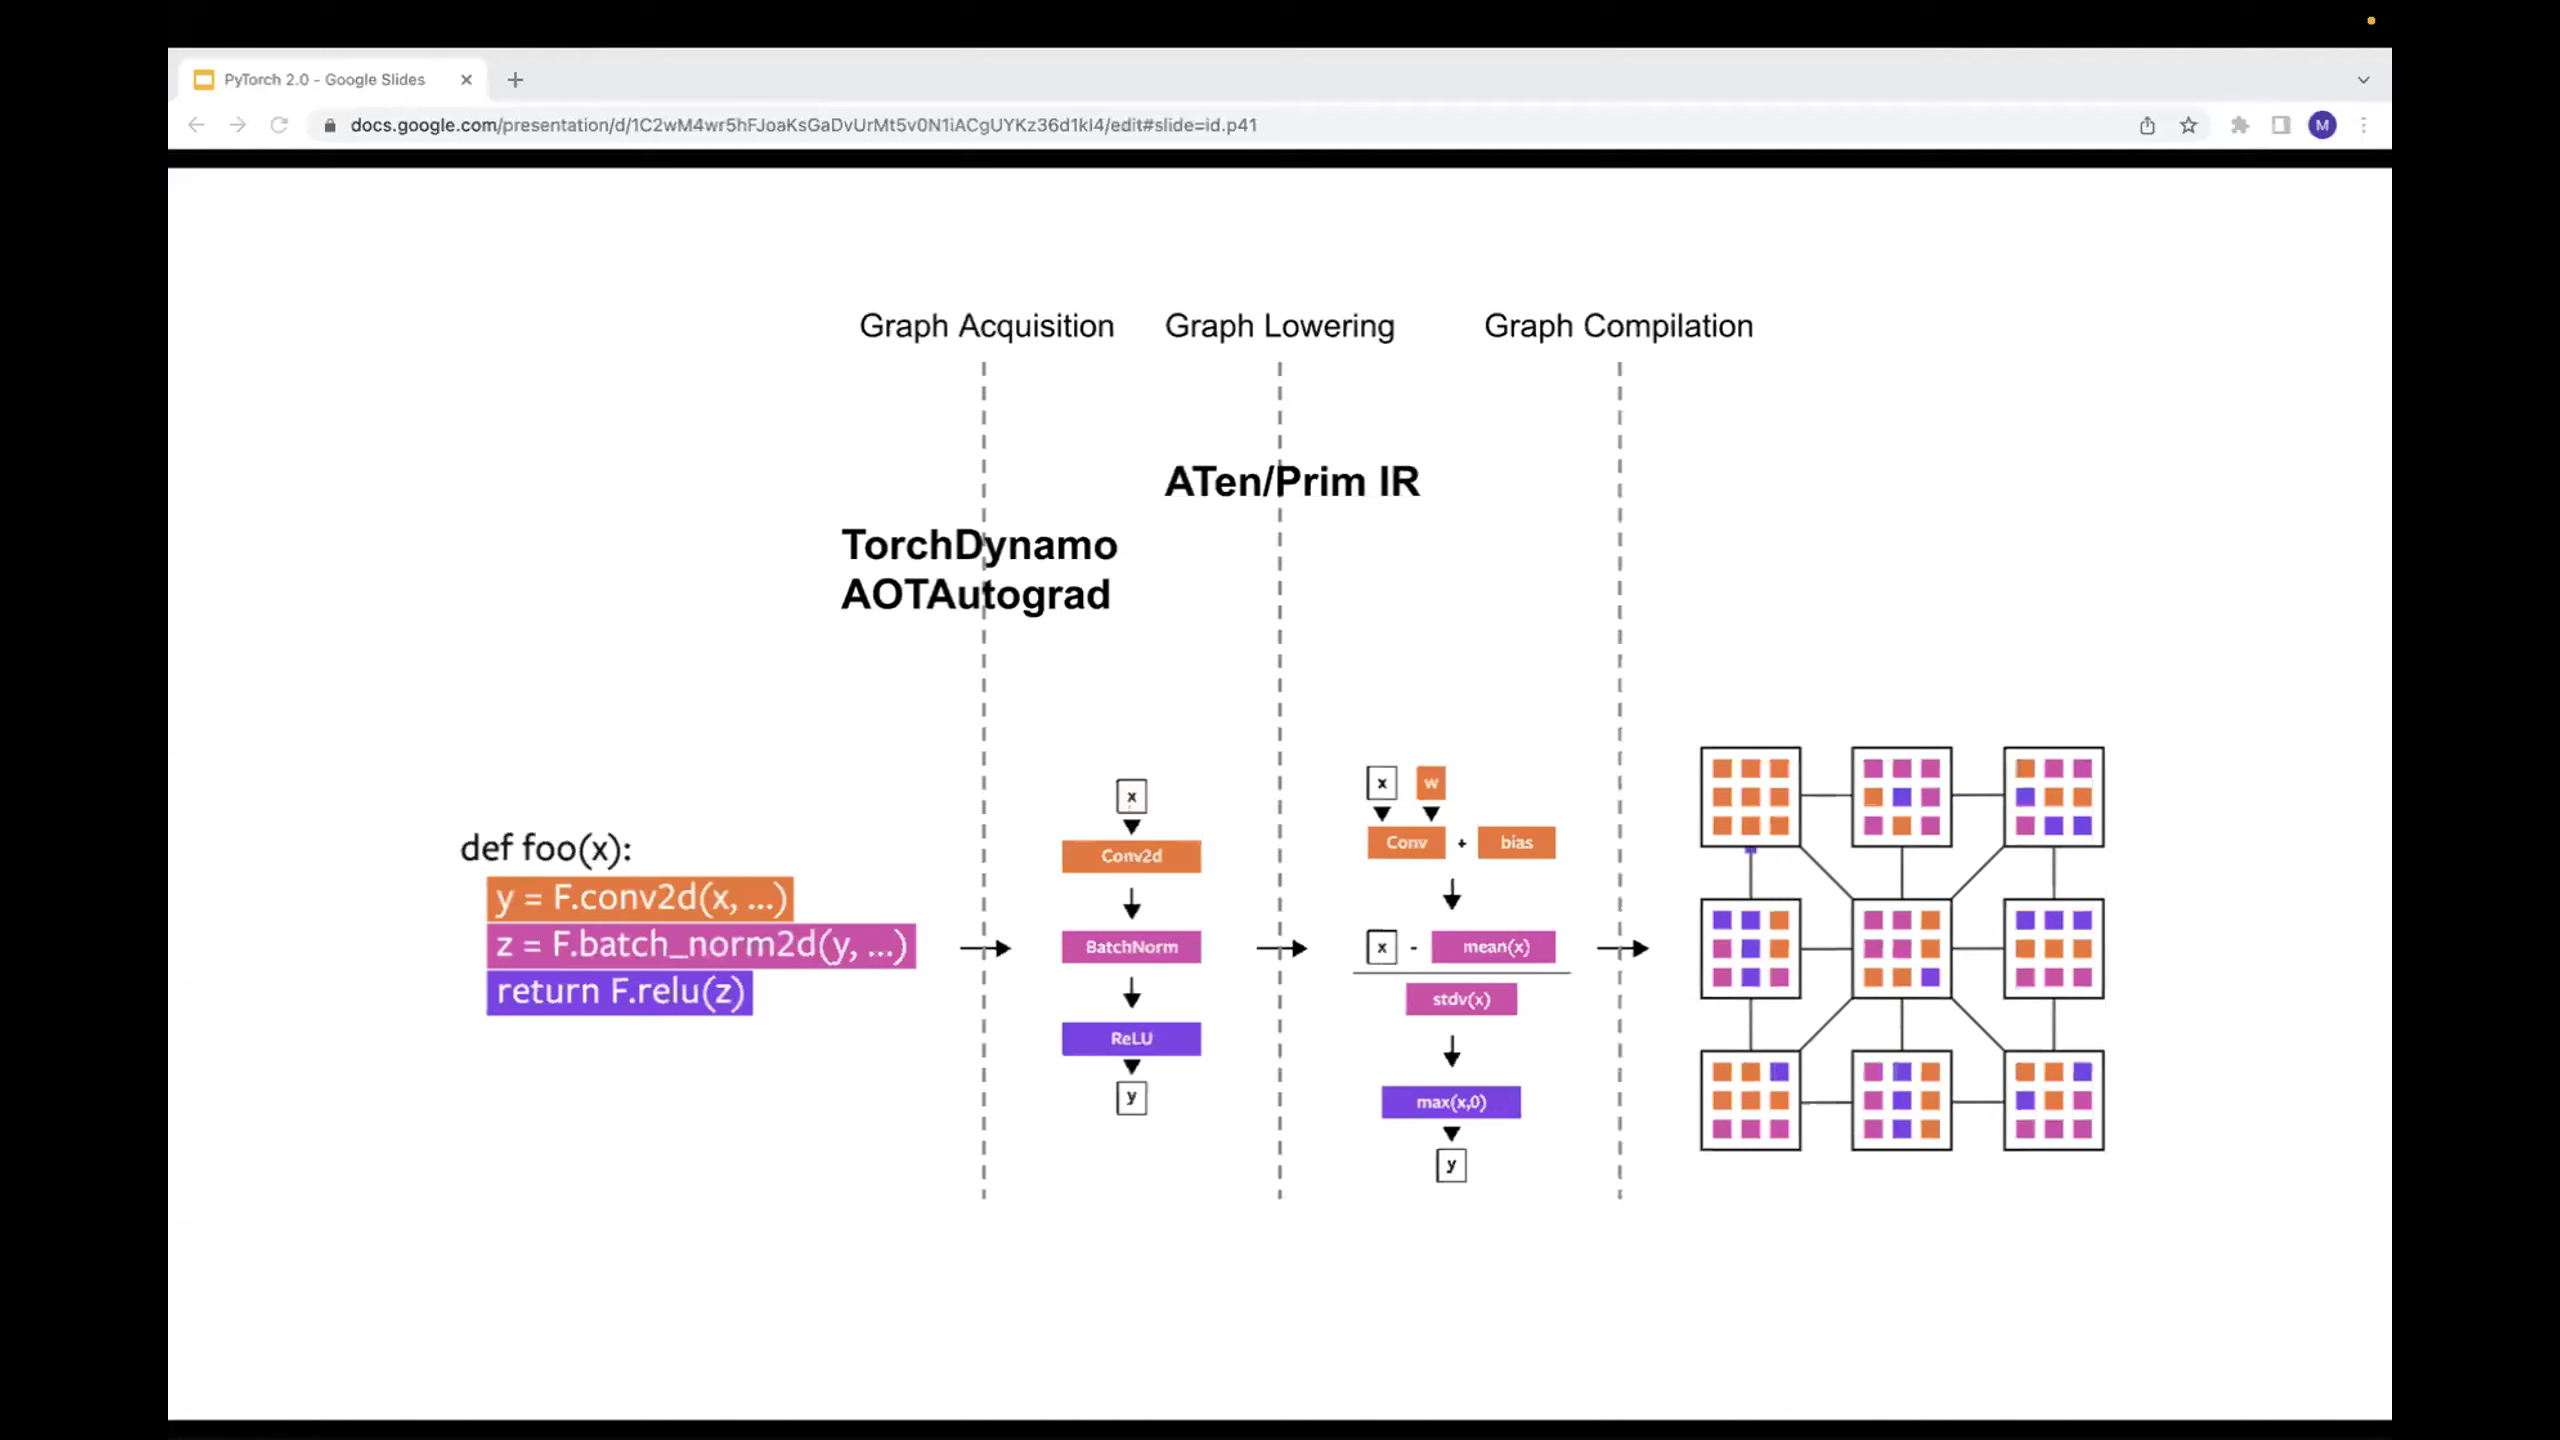 PyTorch 2.0 - Google Slides
docs.google.com/presentation/d/1C2wM4wr5hFJoaKsGaDvUrMt5v0N1iACgUYKz36d1kI4/edit#slide=id.p41
M
Graph Acquisition
Graph Lowering
Graph Compilation
ATen/Prim IR
TorchDynamo
AOTAutograd
def foo(x):
y = F.conv2d(x, ...)
z = F.batch_norm2d(y, ...)
return F.relu(z)
x
Conv2d
BatchNorm
ReLU
y
x w
Conv + bias
x - mean(x)
stdv(x)
max(x,0)
y